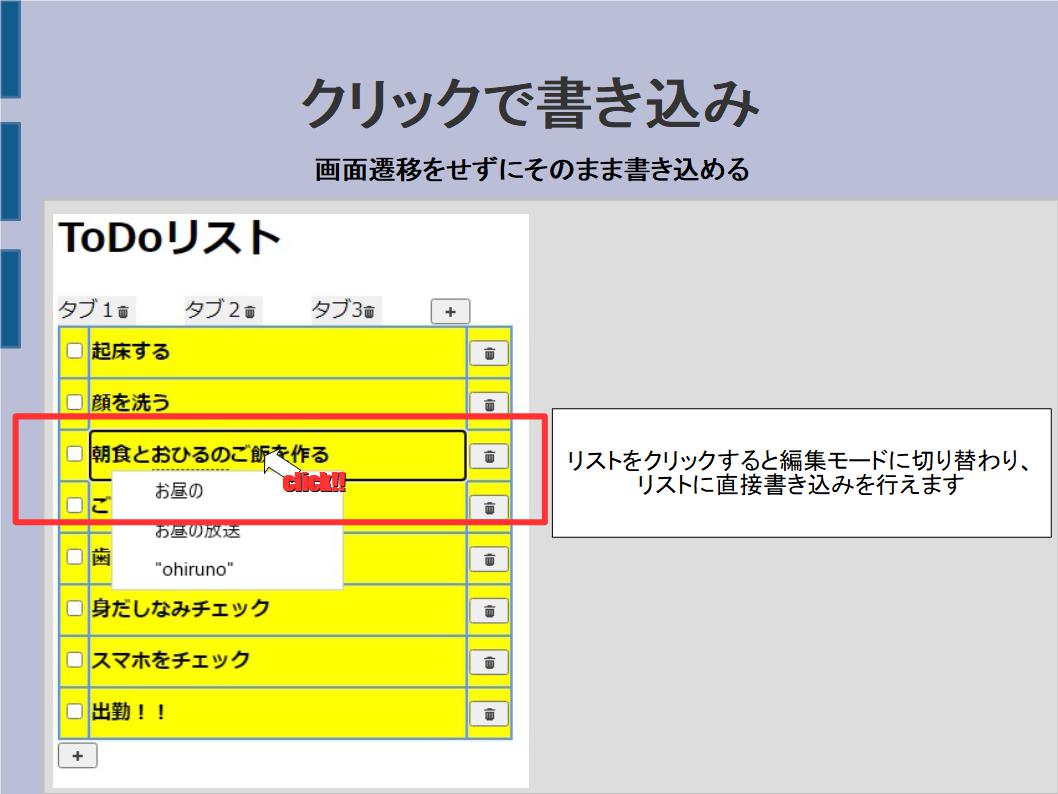 クリックで書き込み
画面遷移をせずにそのまま書き込める
ToDoリスト
タブ１ タブ２ タブ3 +
起床する
顔を洗う
朝食とおひるのご飯を作る
click!!
お昼の
ご
お昼の放送
歯
"ohiruno"
身だしなみチェック
スマホをチェック
出勤！！
+
リストをクリックすると編集モードに切り替わり、
リストに直接書き込みを行えます